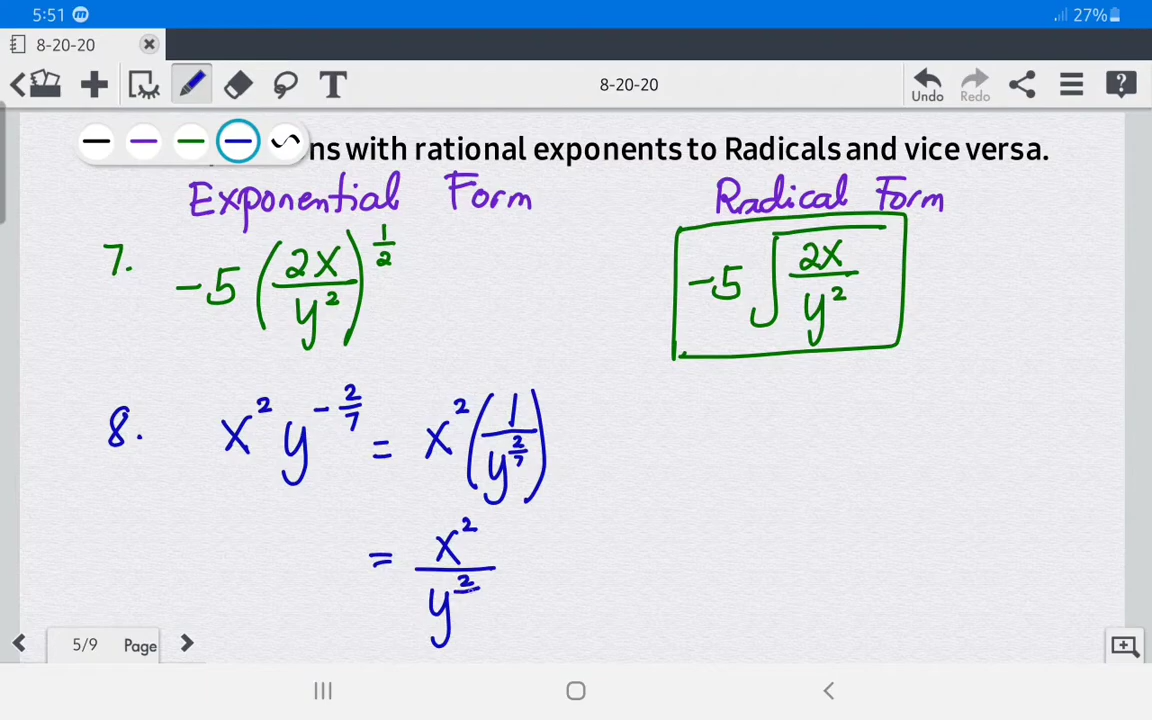 5:51 27%
8-20-20
T 8-20-20 Undo Redo
ns with rational exponents to Radicals and vice versa.
Exponential Form Radical Form
7. -5 (2x/y²)^(1/2) -5 √(2x/y²)
8. x² y^(-2/7) = x² (1/y^(2/7))
= x²/y^2
5/9 Page